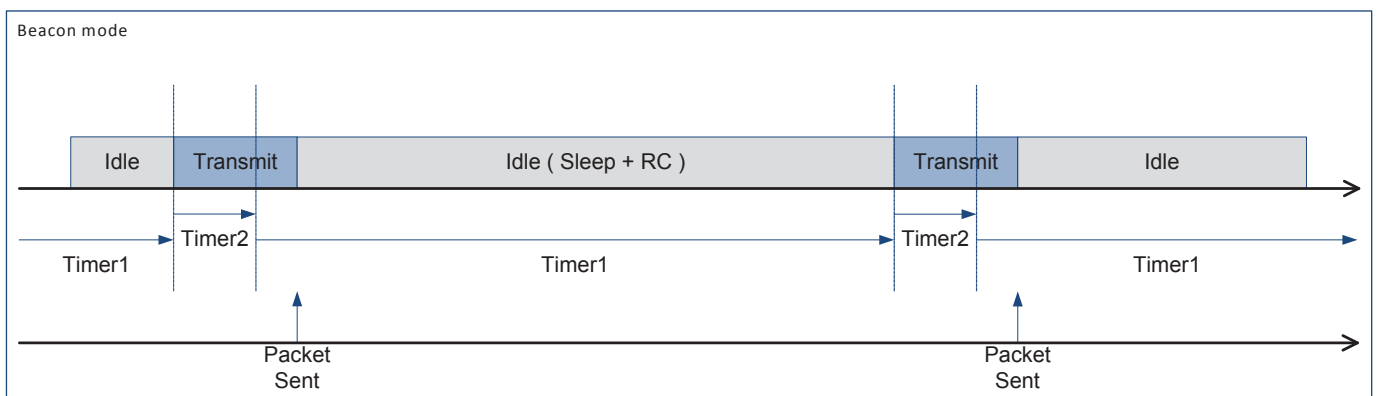 Beacon mode
Idle
Transmit
Idle ( Sleep + RC )
Transmit
Idle
Timer2
Timer2
Timer1
Timer1
Timer1
Packet
Sent
Packet
Sent